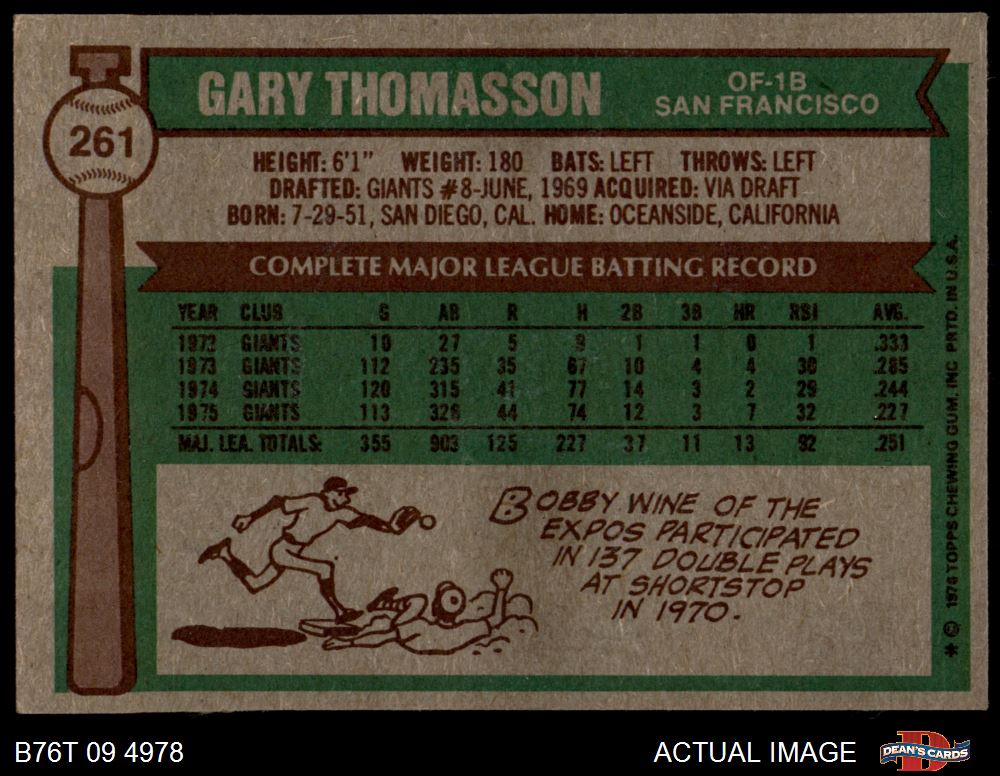 261
GARY THOMASSON
OF-1B
SAN FRANCISCO
HEIGHT: 6'1" WEIGHT: 180 BATS: LEFT THROWS: LEFT
DRAFTED: GIANTS #8-JUNE, 1969 ACQUIRED: VIA DRAFT
BORN: 7-29-51, SAN DIEGO, CAL. HOME: OCEANSIDE, CALIFORNIA
COMPLETE MAJOR LEAGUE BATTING RECORD
YEAR CLUB G AB R H 2B 3B HR RBI AVG.
1972 GIANTS 10 27 5 9 1 1 0 1 .333
1973 GIANTS 112 235 35 67 10 4 4 30 .285
1974 GIANTS 120 315 41 77 14 3 2 29 .244
1975 GIANTS 113 326 44 74 12 3 7 32 .227
MAJ. LEA. TOTALS: 355 903 125 227 37 11 13 92 .251
BOBBY WINE OF THE
EXPOS PARTICIPATED
IN 137 DOUBLE PLAYS
AT SHORTSTOP
IN 1970.
* © 1976 TOPPS CHEWING GUM, INC PRTD. IN U.S.A.
B76T 09 4978
ACTUAL IMAGE
DEAN'S CARDS